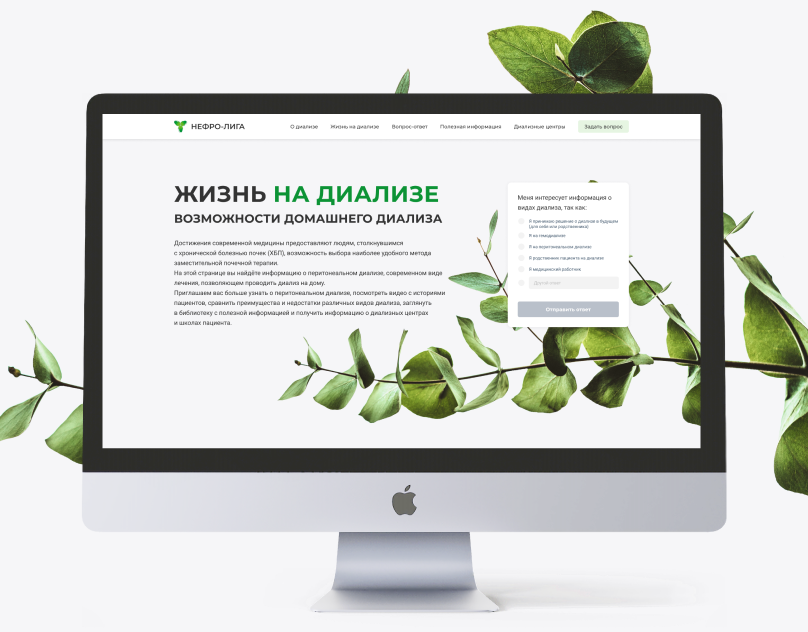 НЕФРО-ЛИГА
О диализе Жизнь на диализе Вопрос-ответ Полезная информация Диализные центры Задать вопрос
ЖИЗНЬ НА ДИАЛИЗЕ
ВОЗМОЖНОСТИ ДОМАШНЕГО ДИАЛИЗА
Достижения современной медицины предоставляют людям, столкнувшимся
с хронической болезнью почек (ХБП), возможность выбора наиболее удобного метода
заместительной почечной терапии.
На этой странице вы найдёте информацию о перитонеальном диализе, современном виде
лечения, позволяющем проводить диализ на дому.
Приглашаем вас больше узнать о перитонеальном диализе, посмотреть видео с историями
пациентов, сравнить преимущества и недостатки различных видов диализа, заглянуть
в библиотеку с полезной информацией и получить информацию о диализных центрах
и школах пациента.
Меня интересует информация о
видах диализа, так как:
Я принимаю решение о диализе в будущем
(для себя или родственника)
Я на гемодиализе
Я на перитонеальном диализе
Я родственник пациента на диализе
Я медицинский работник
Другой ответ
Отправить ответ